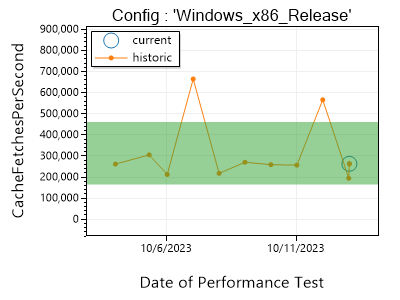 Config : 'Windows_x86_Release'
current
historic
900,000
800,000
700,000
600,000
500,000
400,000
300,000
200,000
100,000
0
CacheFetchesPerSecond
10/6/2023
10/11/2023
Date of Performance Test